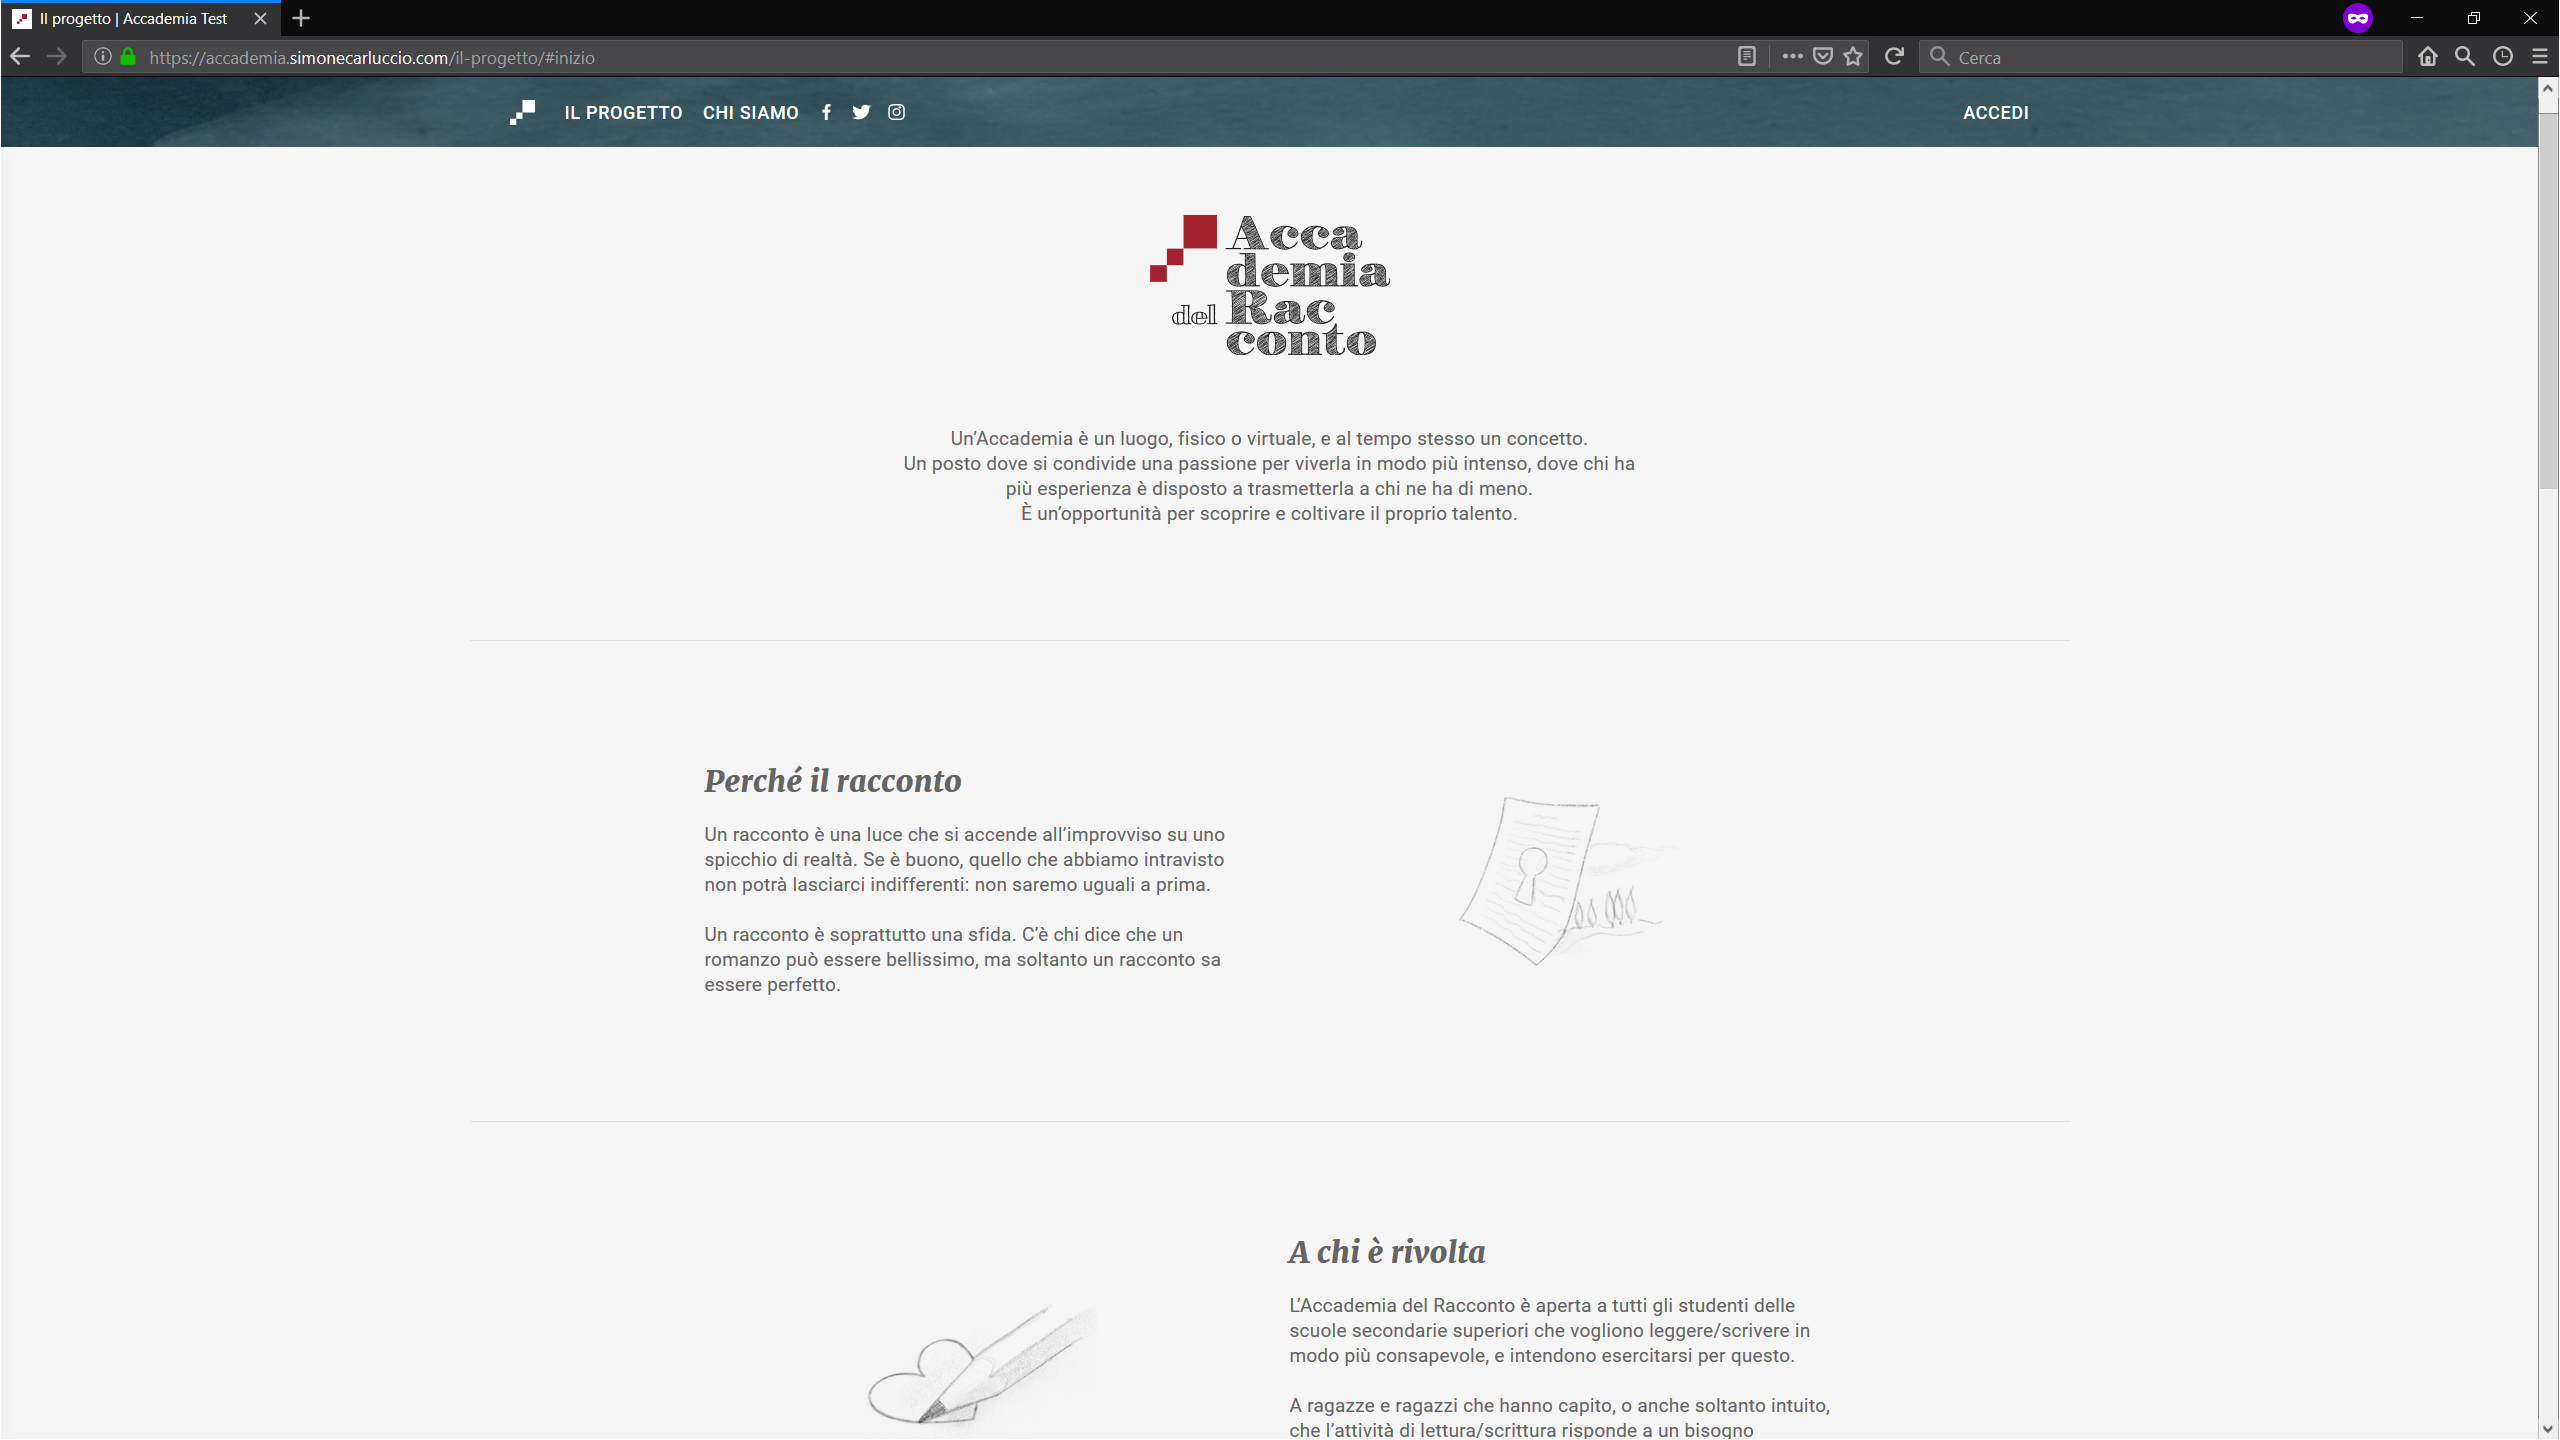 Il progetto | Accademia Test
https://accademia.simonecarluccio.com/il-progetto/#inizio
Cerca
IL PROGETTO CHI SIAMO ACCEDI
Acca
demia
del Rac
conto
Un’Accademia è un luogo, fisico o virtuale, e al tempo stesso un concetto.
Un posto dove si condivide una passione per viverla in modo più intenso, dove chi ha
più esperienza è disposto a trasmetterla a chi ne ha di meno.
È un’opportunità per scoprire e coltivare il proprio talento.
Perché il racconto
Un racconto è una luce che si accende all’improvviso su uno
spicchio di realtà. Se è buono, quello che abbiamo intravisto
non potrà lasciarci indifferenti: non saremo uguali a prima.
Un racconto è soprattutto una sfida. C’è chi dice che un
romanzo può essere bellissimo, ma soltanto un racconto sa
essere perfetto.
A chi è rivolta
L’Accademia del Racconto è aperta a tutti gli studenti delle
scuole secondarie superiori che vogliono leggere/scrivere in
modo più consapevole, e intendono esercitarsi per questo.
A ragazze e ragazzi che hanno capito, o anche soltanto intuito,
che l’attività di lettura/scrittura risponde a un bisogno